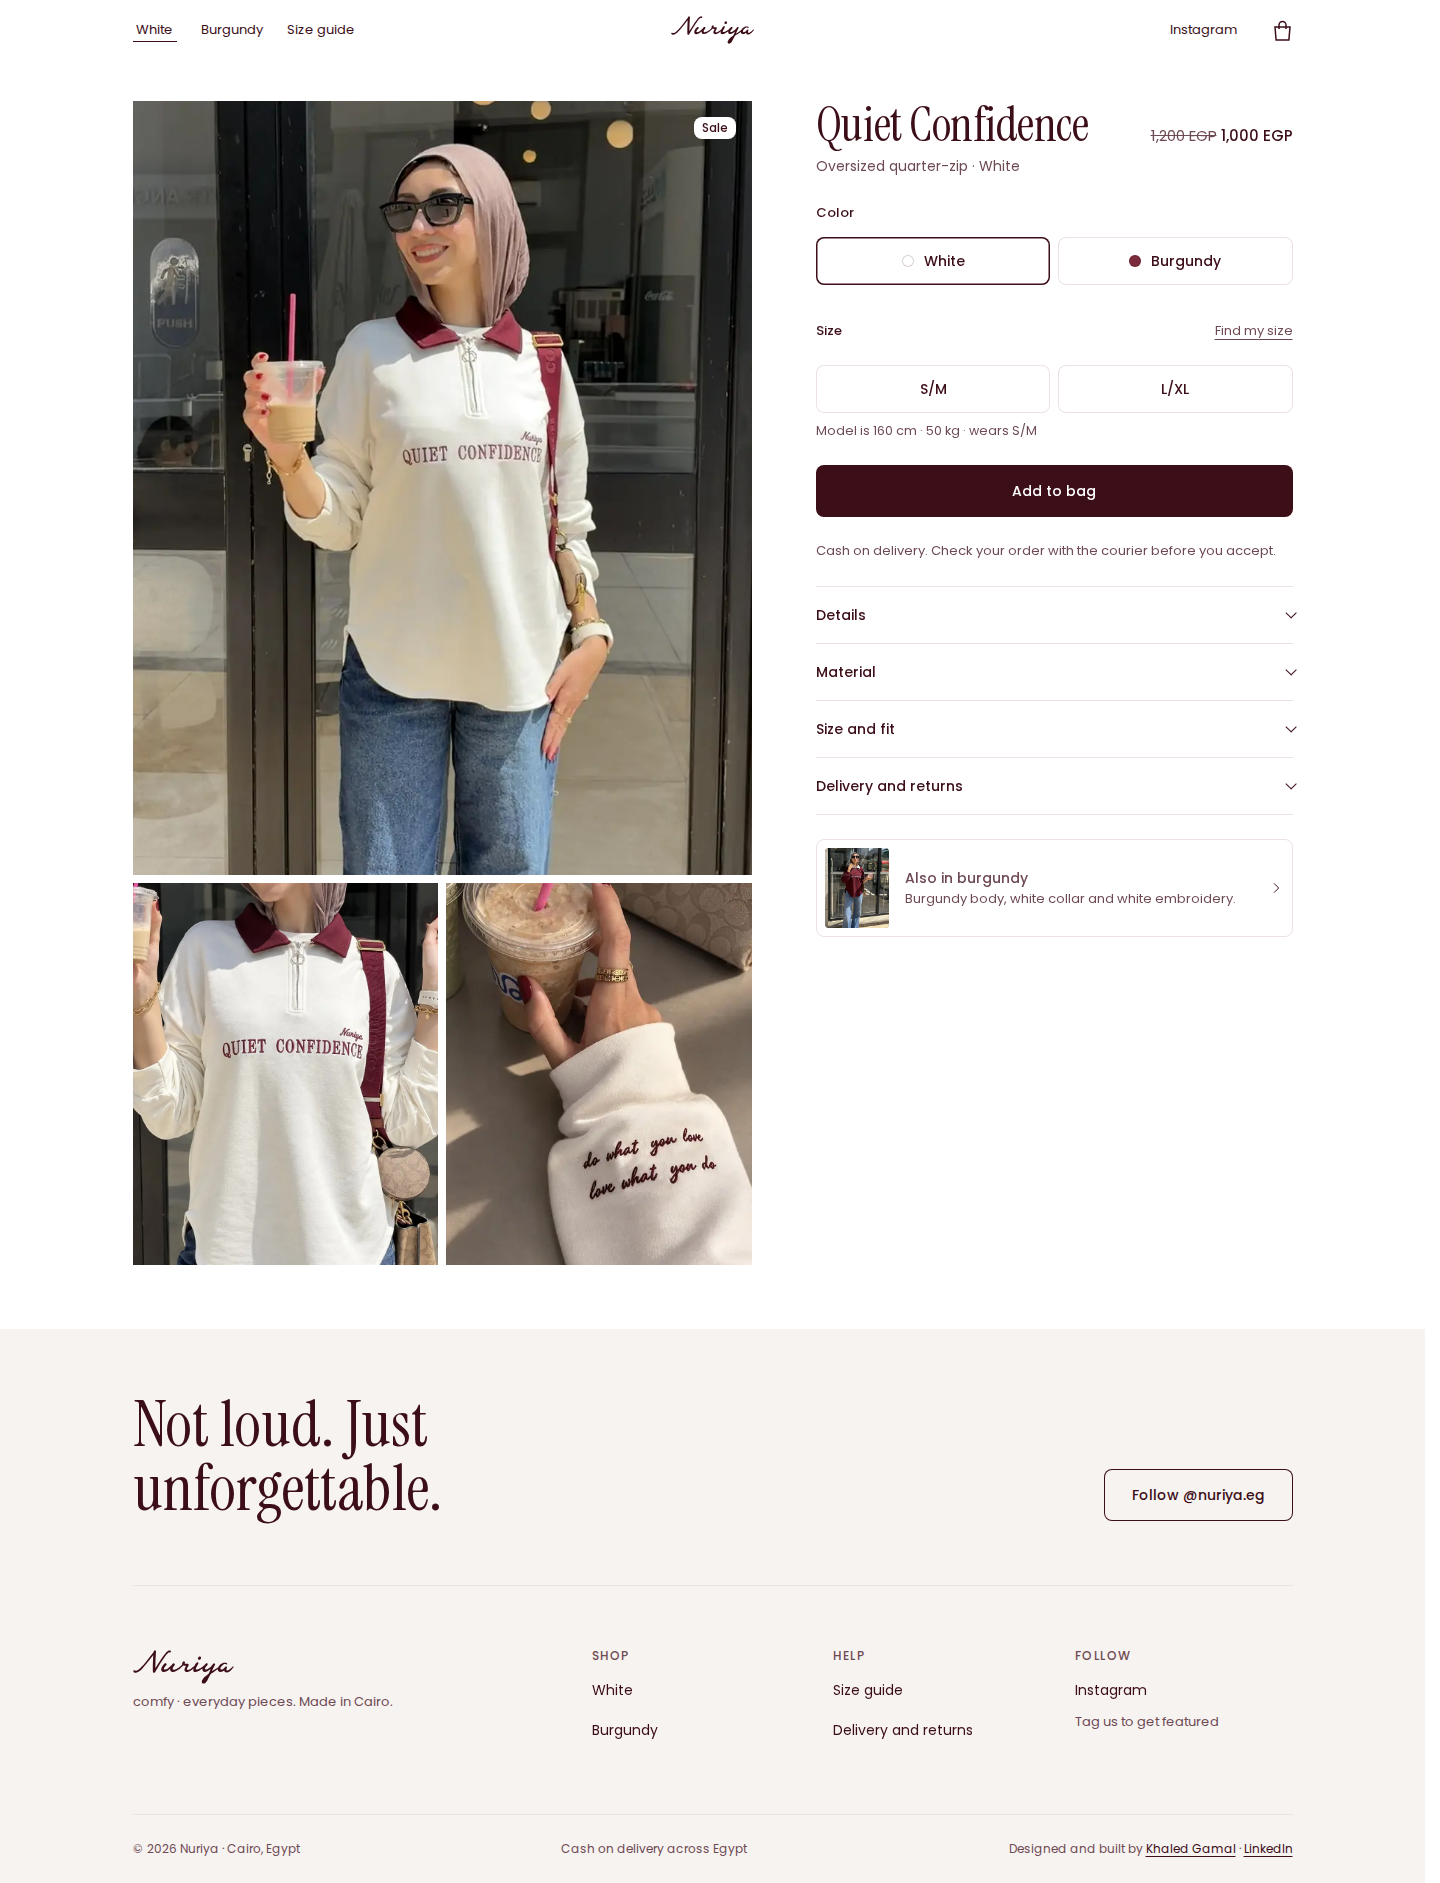 White
Burgundy
Size guide
Nuriya
Instagram
Sale
PUSH
Coca-Cola
Nuriya
QUIET CONFIDENCE
Quiet Confidence
1,200 EGP 1,000 EGP
Oversized quarter-zip · White
Color
White
Burgundy
Size
Find my size
S/M
L/XL
Model is 160 cm · 50 kg · wears S/M
Add to bag
Cash on delivery. Check your order with the courier before you accept.
Details
Material
Size and fit
Delivery and returns
Also in burgundy
Burgundy body, white collar and white embroidery.
Nuriya
QUIET CONFIDENCE
do what you love
love what you do
Not loud. Just
unforgettable.
Follow @nuriya.eg
Nuriya
comfy · everyday pieces. Made in Cairo.
SHOP
White
Burgundy
HELP
Size guide
Delivery and returns
FOLLOW
Instagram
Tag us to get featured
© 2026 Nuriya · Cairo, Egypt
Cash on delivery across Egypt
Designed and built by Khaled Gamal · LinkedIn